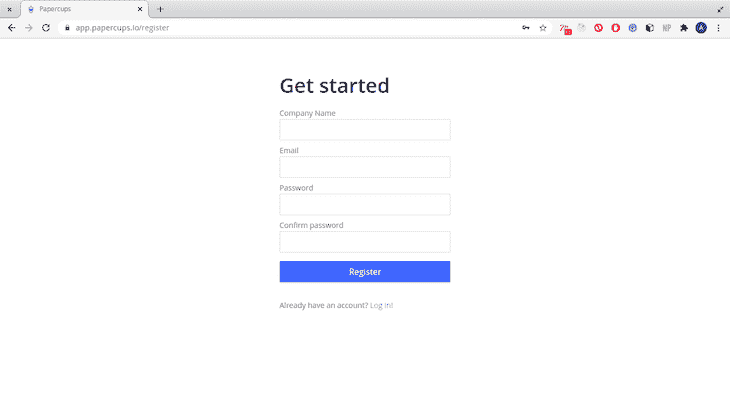 Papercups
app.papercups.io/register
Get started
Company Name
Email
Password
Confirm password
Register
Already have an account? Log in!